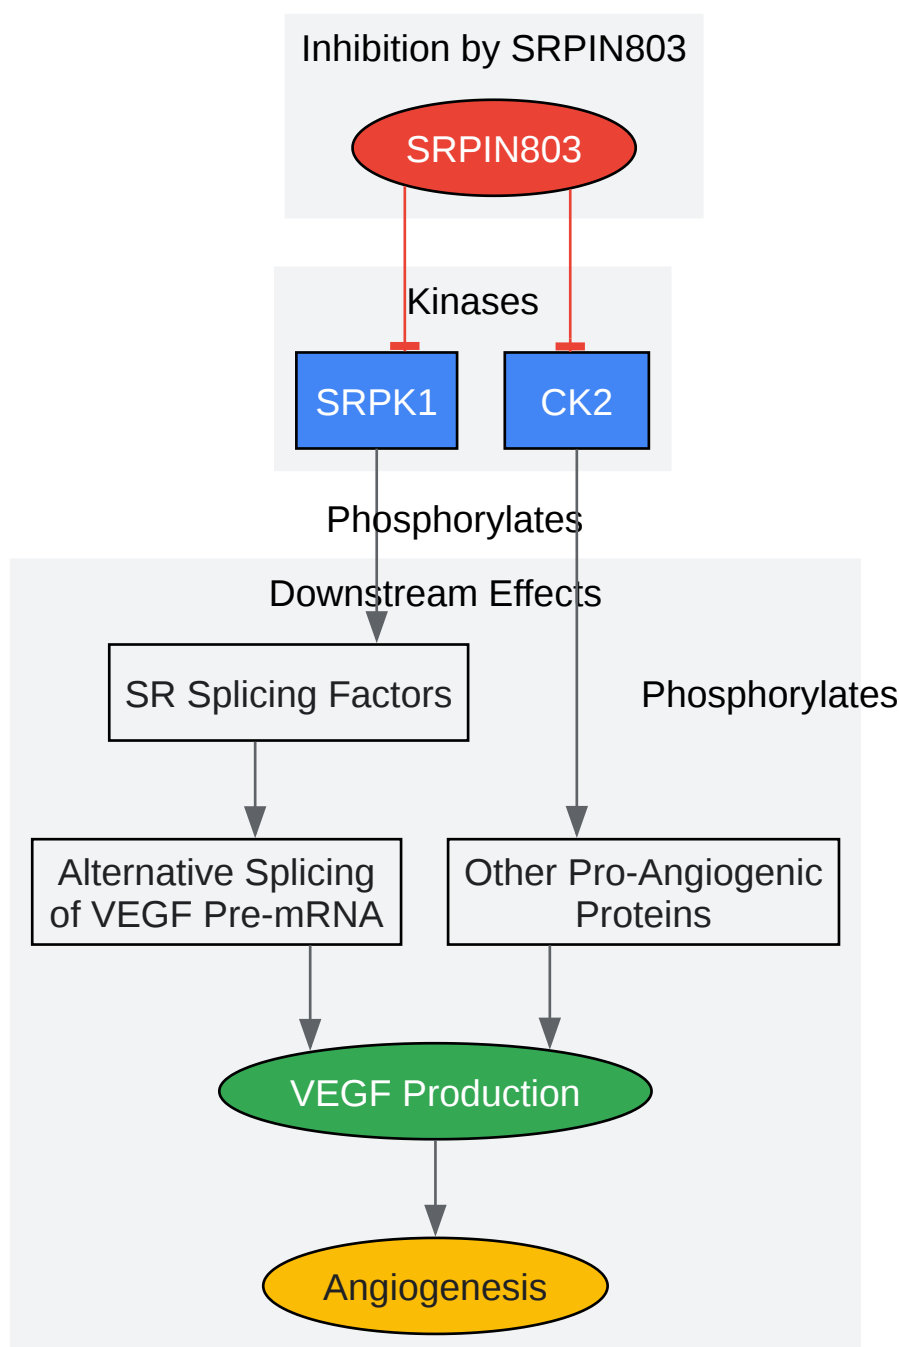 Inhibition by SRPIN803
SRPIN803
Kinases
SRPK1
CK2
Phosphorylates
Downstream Effects
SR Splicing Factors
Phosphorylates
Alternative Splicing
of VEGF Pre-mRNA
Other Pro-Angiogenic
Proteins
VEGF Production
Angiogenesis